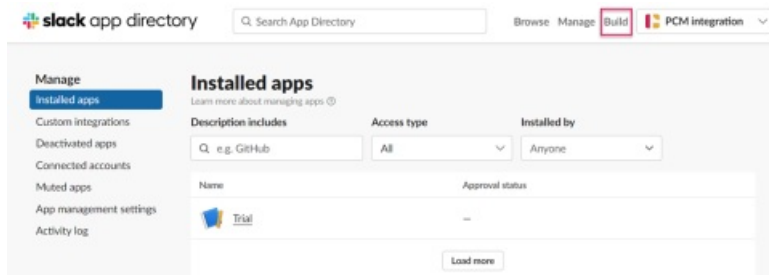 slack app directory
Search App Directory
Browse Manage Build PCM integration
Manage
Installed apps
Custom integrations
Deactivated apps
Connected accounts
Muted apps
App management settings
Activity log
Installed apps
Learn more about managing apps
Description includes Access type Installed by
e.g. GitHub All Anyone
Name Approval status
Trial —
Load more